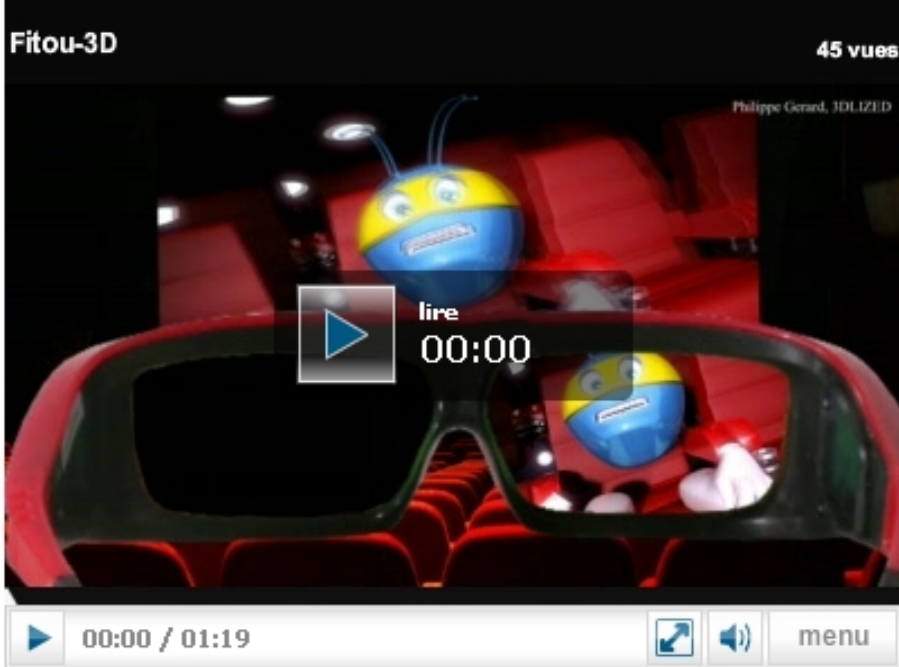 Fitou-3D
45 vues
Philippe Gerard, 3DLIZED
lire
00:00
00:00 / 01:19
menu